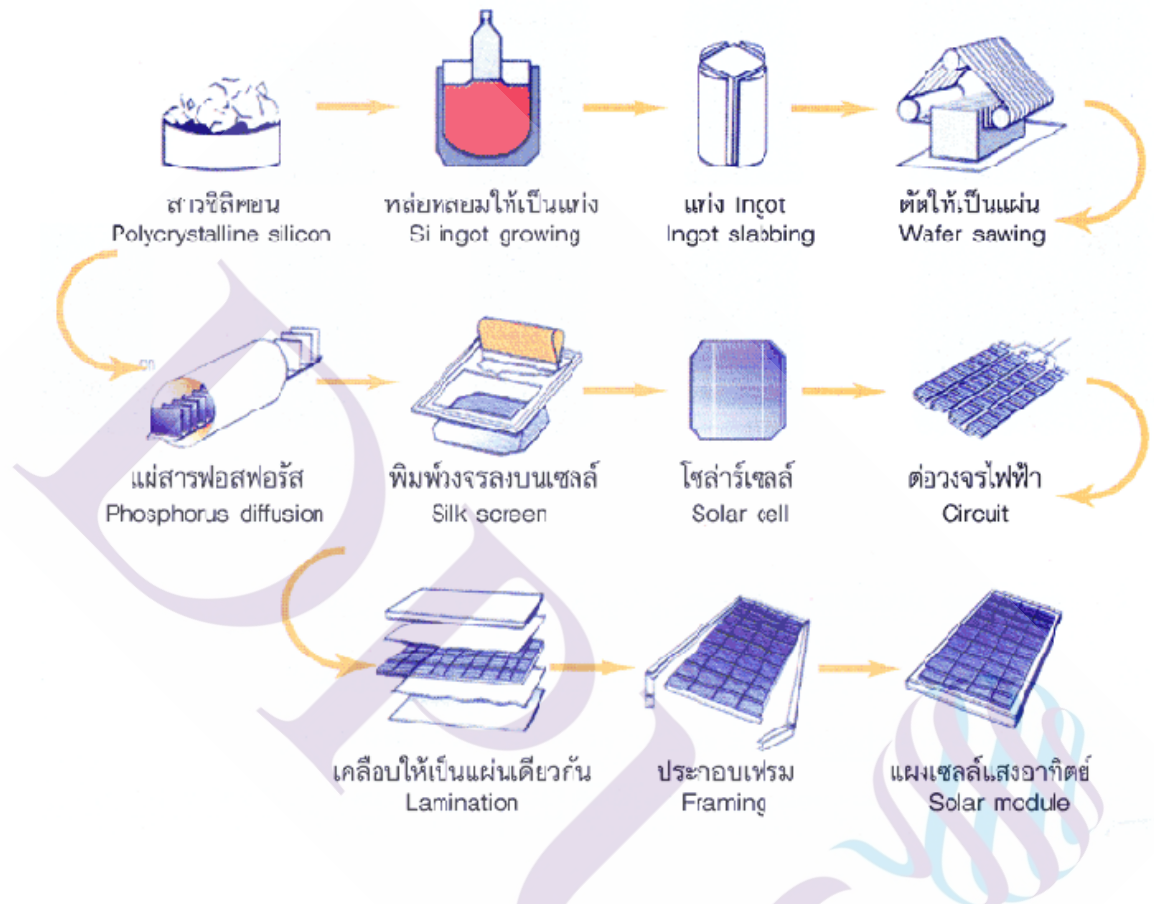 สารซิลิคอน
Polycrystalline silicon
หล่อหลอมให้เป็นแท่ง
Si ingot growing
แท่ง Ingot
Ingot slabbing
ตัดให้เป็นแผ่น
Wafer sawing
แผ่สารฟอสฟอรัส
Phosphorus diffusion
พิมพ์วงจรลงบนเซลล์
Silk screen
โซล่าร์เซลล์
Solar cell
ต่อวงจรไฟฟ้า
Circuit
เคลือบให้เป็นแผ่นเดียวกัน
Lamination
ประกอบเฟรม
Framing
แผงเซลล์แสงอาทิตย์
Solar module